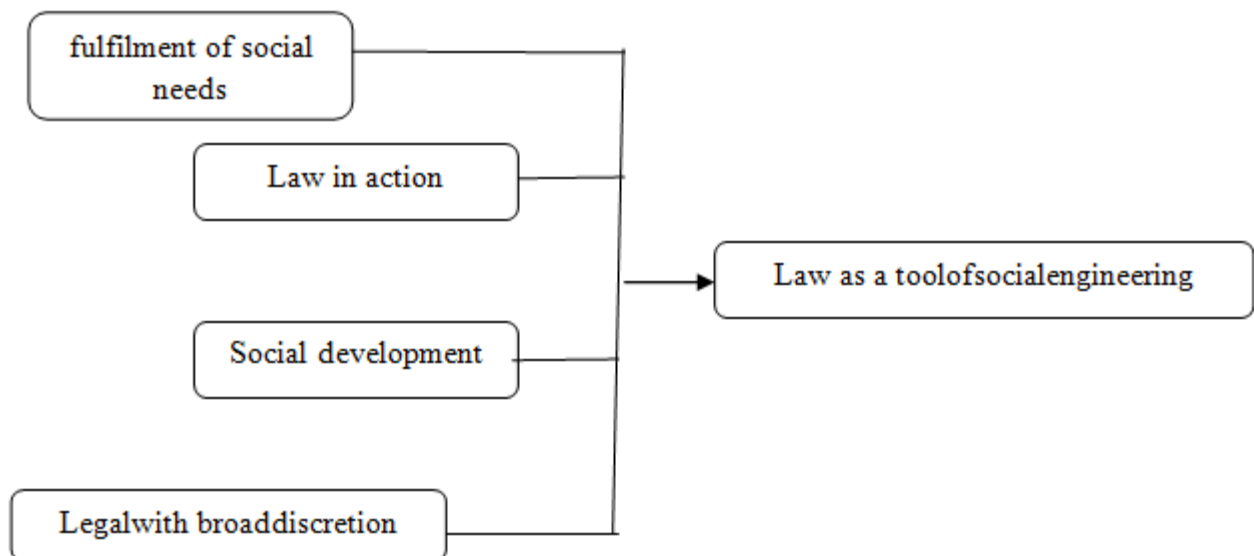 fulfilment of social
needs
Law in action
Law as a toolofsocialengineering
Social development
Legalwith broaddiscretion